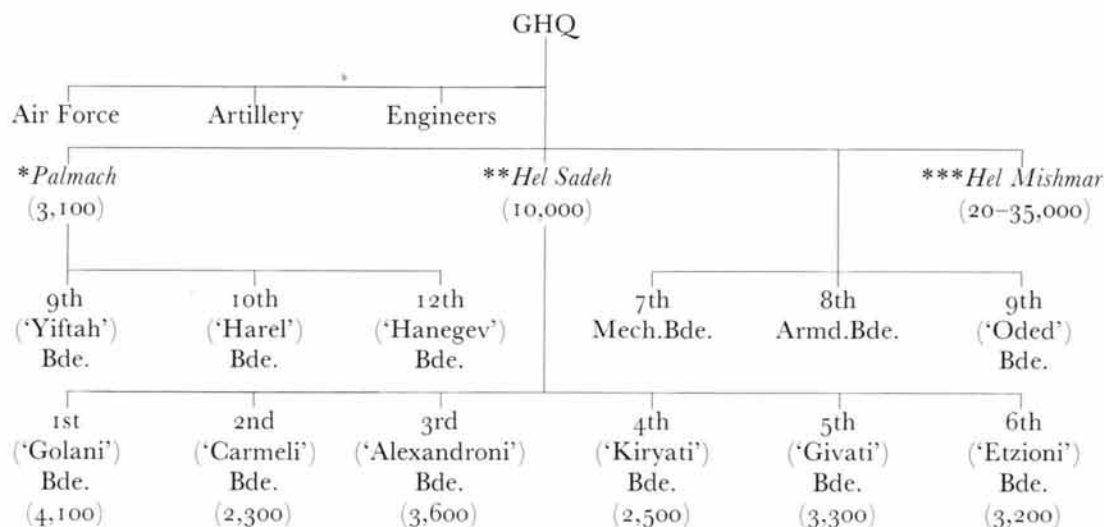 GHQ
Air Force Artillery Engineers
*Palmach **Hel Sadeh ***Hel Mishmar
(3,100) (10,000) (20–35,000)
9th 10th 12th 7th 8th 9th
('Yiftah') ('Harel') ('Hanegev') Mech.Bde. Armd.Bde. ('Oded')
Bde. Bde. Bde. Bde.
1st 2nd 3rd 4th 5th 6th
('Golani') ('Carmeli') ('Alexandroni') ('Kiryati') ('Givati') ('Etzioni')
Bde. Bde. Bde. Bde. Bde. Bde.
(4,100) (2,300) (3,600) (2,500) (3,300) (3,200)